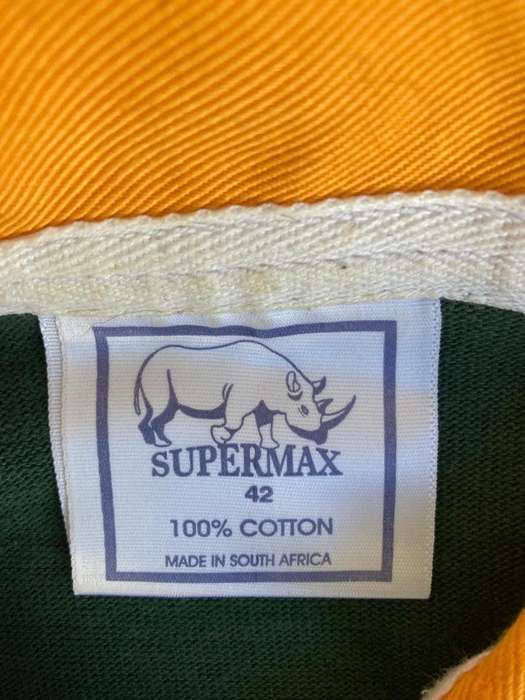 SUPERMAX
42
100% COTTON
MADE IN SOUTH AFRICA